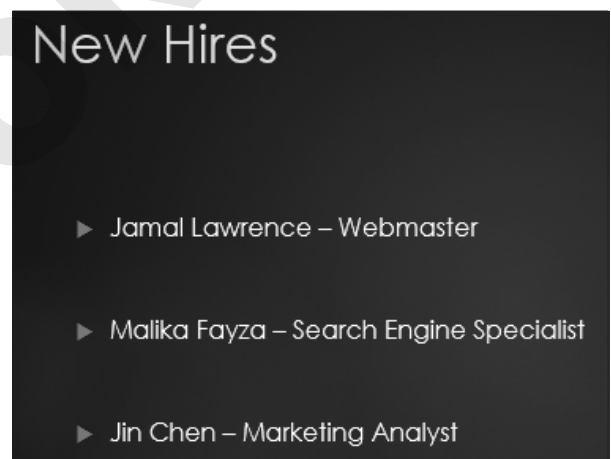 New Hires
Jamal Lawrence – Webmaster
Malika Fayza – Search Engine Specialist
Jin Chen – Marketing Analyst